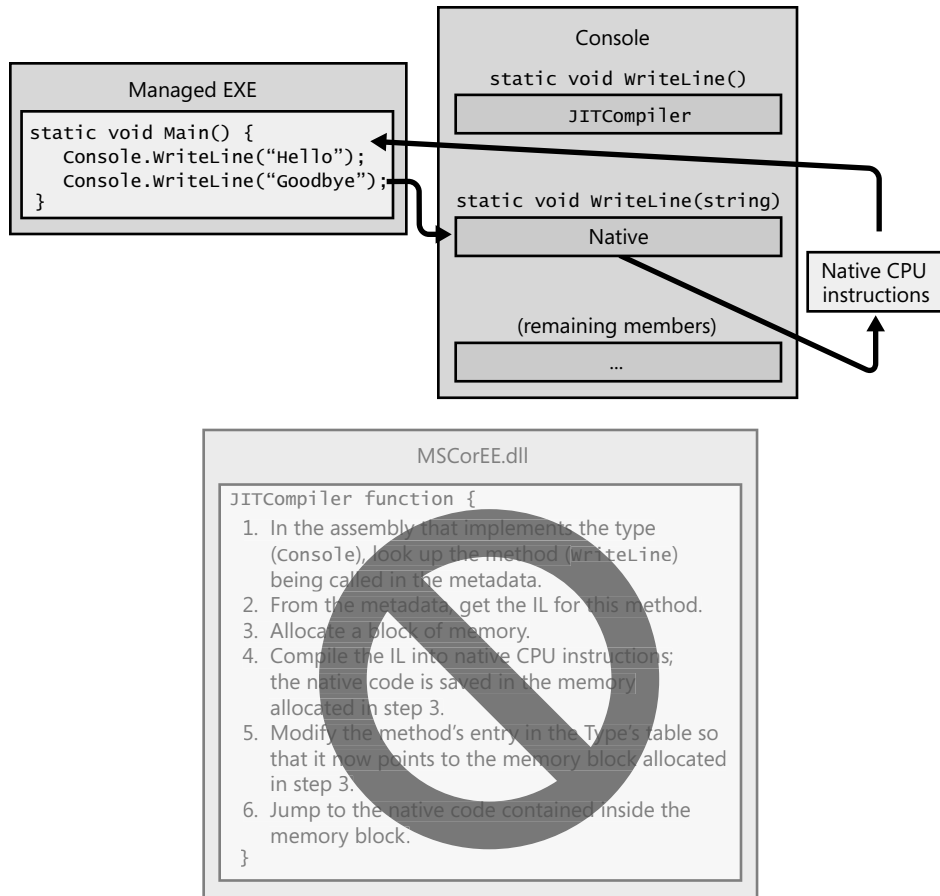 Managed EXE
static void Main() {
Console.WriteLine(“Hello”);
Console.WriteLine(“Goodbye”);
}
Console
static void WriteLine()
JITCompiler
static void WriteLine(string)
Native
(remaining members)
...
Native CPU
instructions
MSCorEE.dll
JITCompiler function {
1. In the assembly that implements the type
(Console), look up the method (WriteLine)
being called in the metadata.
2. From the metadata, get the IL for this method.
3. Allocate a block of memory.
4. Compile the IL into native CPU instructions;
the native code is saved in the memory
allocated in step 3.
5. Modify the method’s entry in the Type’s table so
that it now points to the memory block allocated
in step 3.
6. Jump to the native code contained inside the
memory block.
}